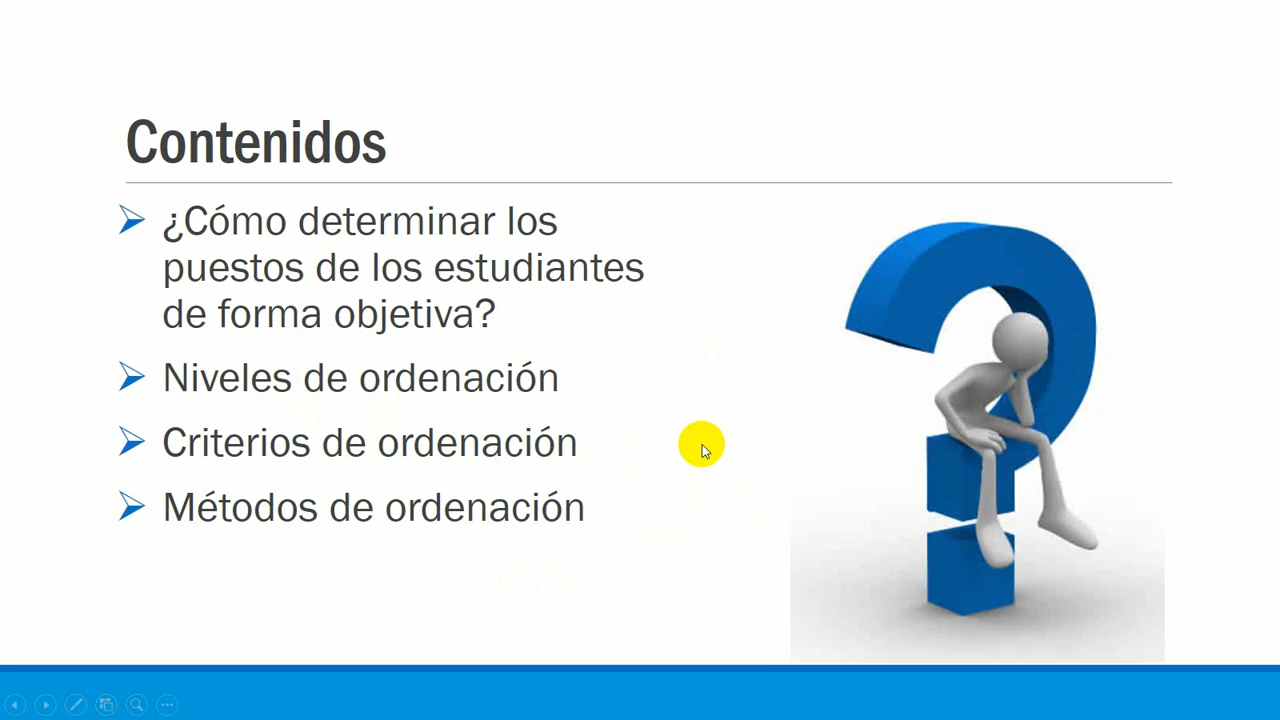 Contenidos
¿Cómo determinar los
puestos de los estudiantes
de forma objetiva?
Niveles de ordenación
Criterios de ordenación
Métodos de ordenación